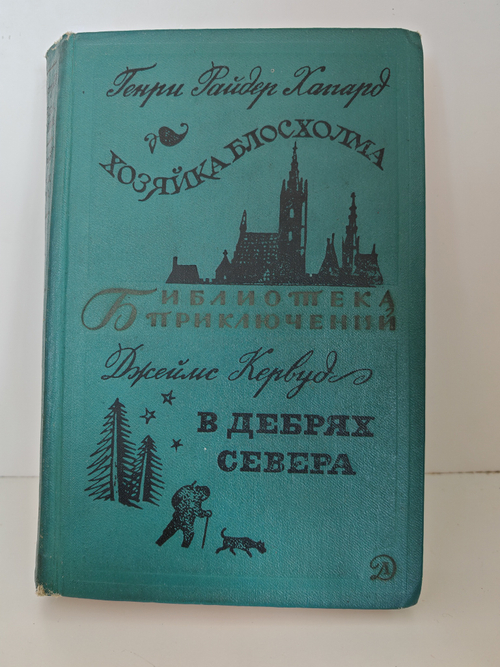 Генри Райдер Хаггард
ХОЗЯЙКА БЛОСХОЛМА
БИБЛИОТЕКА
ПРИКЛЮЧЕНИЙ
Джеймс Кервуд
В ДЕБРЯХ
СЕВЕРА
Д